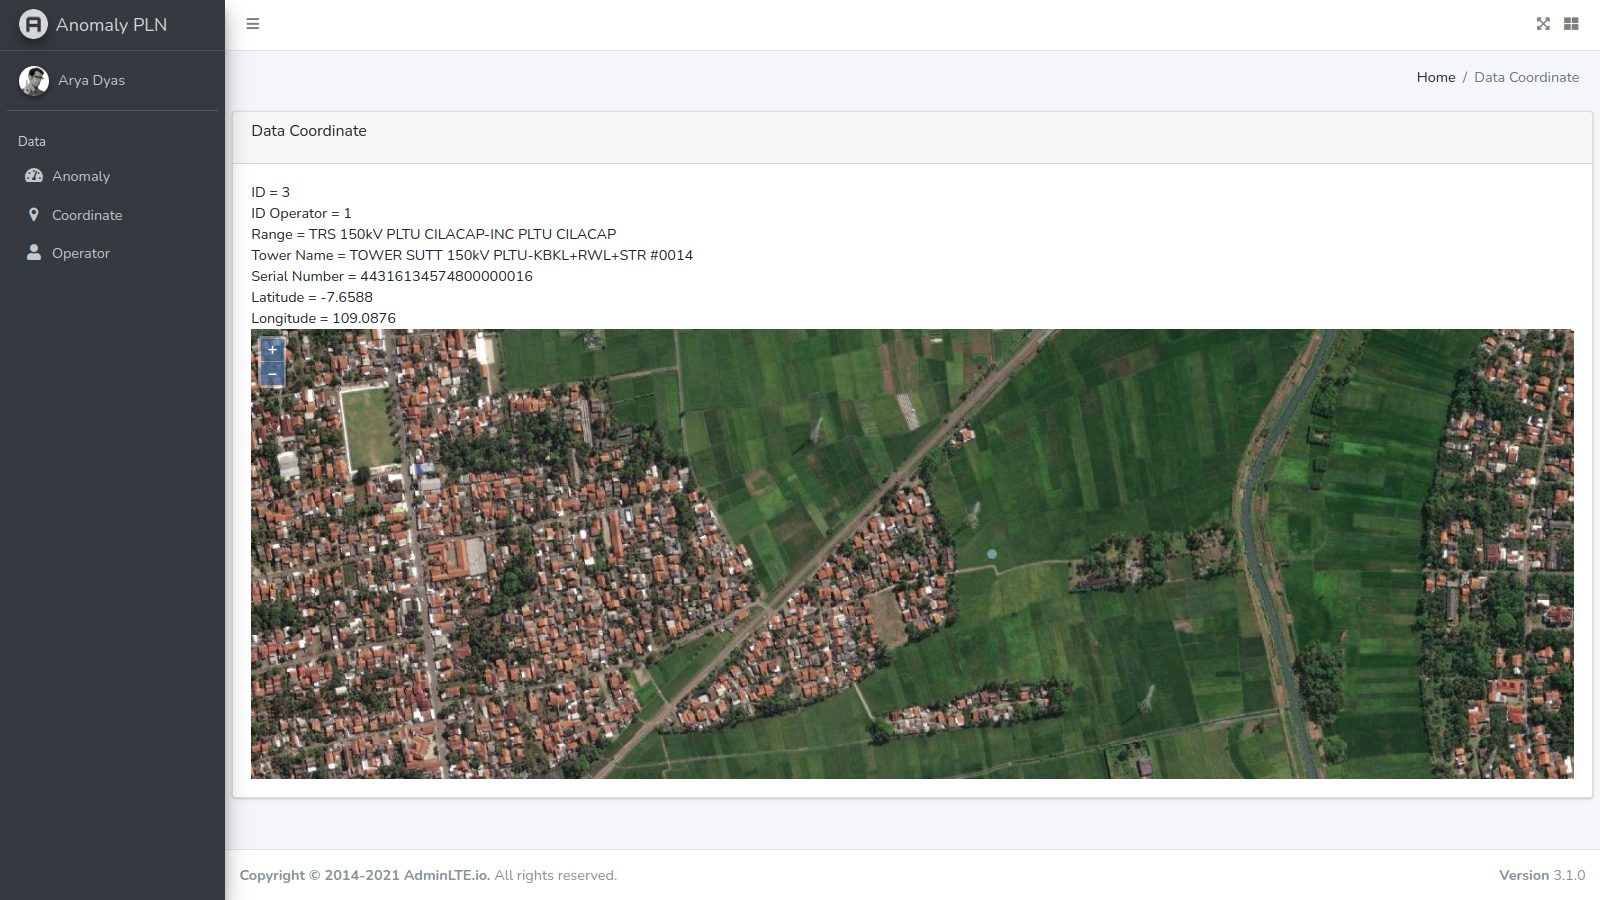 Anomaly PLN
Arya Dyas
Home / Data Coordinate
Data
Anomaly
Coordinate
Operator
Data Coordinate
ID = 3
ID Operator = 1
Range = TRS 150kV PLTU CILACAP-INC PLTU CILACAP
Tower Name = TOWER SUTT 150kV PLTU-KBKL+RWL+STR #0014
Serial Number = 44316134574800000016
Latitude = -7.6588
Longitude = 109.0876
+
−
Copyright © 2014-2021 AdminLTE.io. All rights reserved.
Version 3.1.0